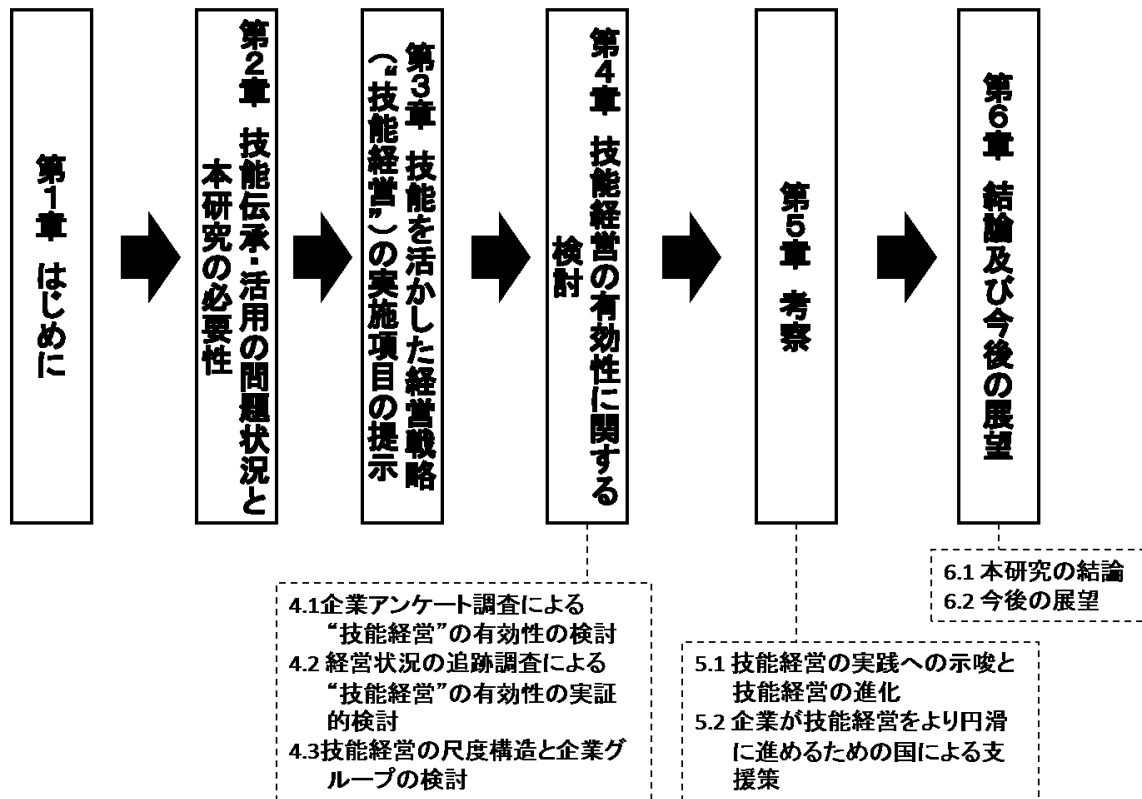 第1章 はじめに
第2章 技能伝承・活用の問題状況と
本研究の必要性
第3章 技能を活かした経営戦略
(“技能経営”)の実施項目の提示
第4章 技能経営の有効性に関する
検討
第5章 考察
第6章 結論及び今後の展望
4.1企業アンケート調査による
“技能経営”の有効性の検討
4.2 経営状況の追跡調査による
“技能経営”の有効性の実証
的検討
4.3技能経営の尺度構造と企業グ
ループの検討
5.1 技能経営の実践への示唆と
技能経営の進化
5.2 企業が技能経営をより円滑
に進めるための国による支
援策
6.1 本研究の結論
6.2 今後の展望